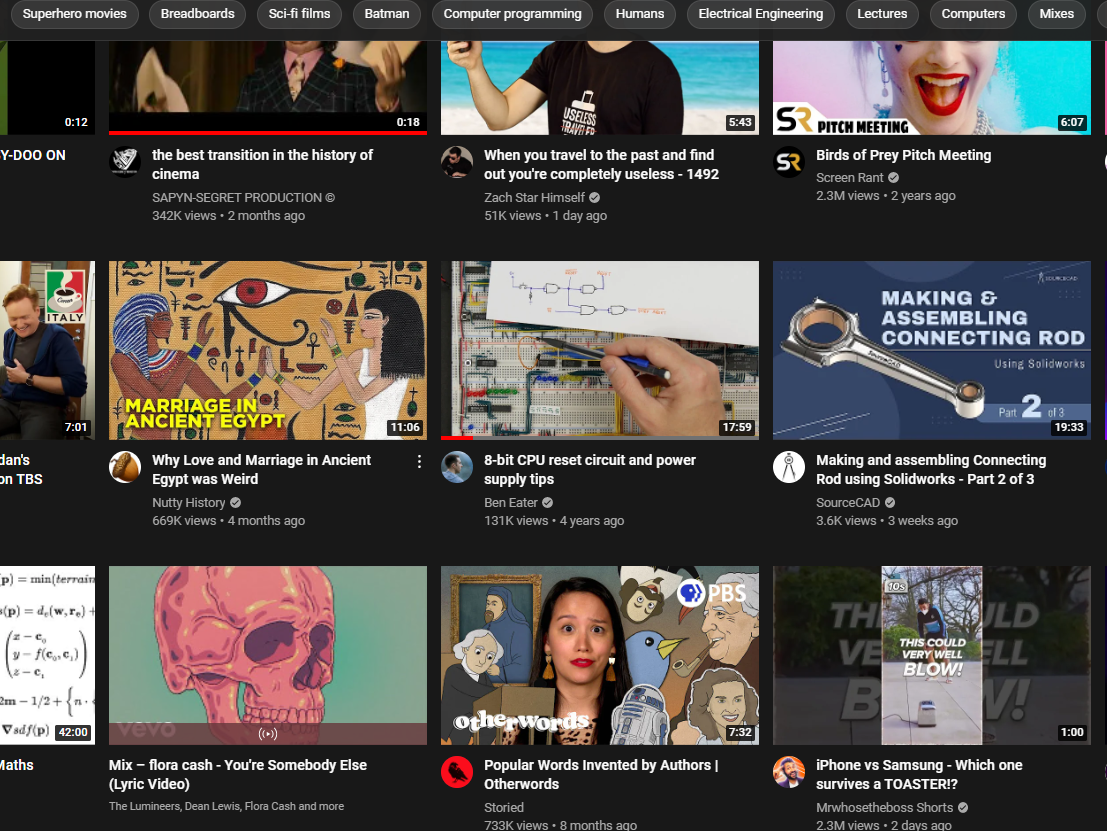 Superhero movies
Breadboards
Sci-fi films
Batman
Computer programming
Humans
Electrical Engineering
Lectures
Computers
Mixes
0:12
0:18
USELESS
TRAVELER
5:43
SR
PITCH MEETING
6:07
Y-DOO ON
the best transition in the history of
cinema
SAPYN-SEGRET PRODUCTION ©
342K views • 2 months ago
When you travel to the past and find
out you're completely useless - 1492
Zach Star Himself
51K views • 1 day ago
SR
Birds of Prey Pitch Meeting
Screen Rant
2.3M views • 2 years ago
Conan
ITALY
7:01
MARRIAGE IN
ANCIENT EGYPT
11:06
17:59
SOURCECAD
MAKING &
ASSEMBLING
CONNECTING ROD
Using Solidworks
SourceCAD
Part 2 of 3
19:33
dan's
on TBS
Why Love and Marriage in Ancient
Egypt was Weird
Nutty History
669K views • 4 months ago
8-bit CPU reset circuit and power
supply tips
Ben Eater
131K views • 4 years ago
Making and assembling Connecting
Rod using Solidworks - Part 2 of 3
SourceCAD
3.6K views • 3 weeks ago
42:00
vevo
PBS
otherwords
7:32
10s
THIS COULD
VERY WELL
BLOW!
1:00
Maths
Mix – flora cash - You're Somebody Else
(Lyric Video)
The Lumineers, Dean Lewis, Flora Cash and more
Popular Words Invented by Authors |
Otherwords
Storied
733K views • 8 months ago
iPhone vs Samsung - Which one
survives a TOASTER!?
Mrwhosetheboss Shorts
2.3M views • 2 days ago